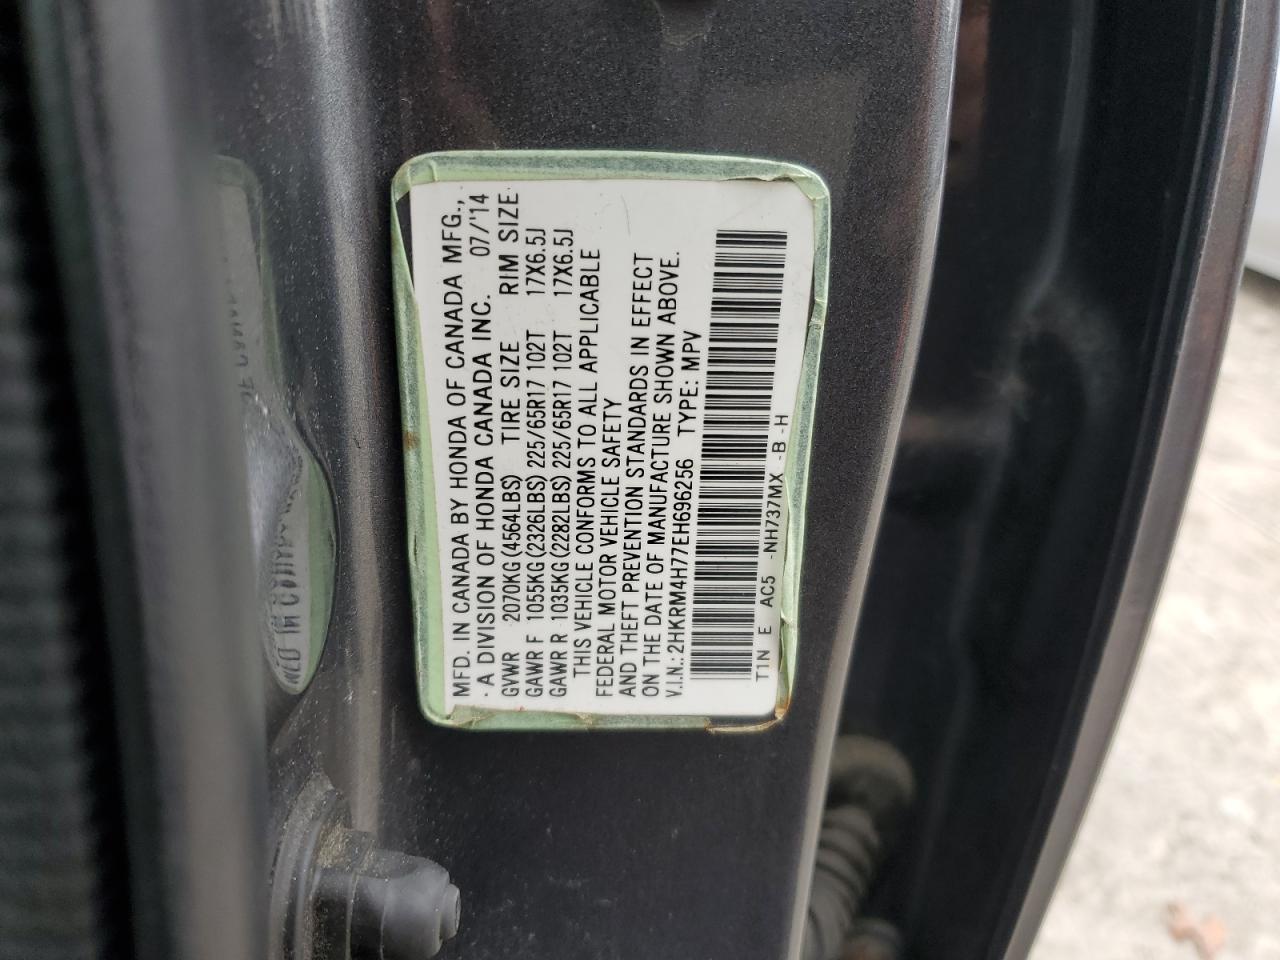 MFD. IN CANADA BY HONDA OF CANADA MFG.,
· A DIVISION OF HONDA CANADA INC. 07/'14
GVWR 2070KG(4564LBS) TIRE SIZE RIM SIZE
GAWR F 1055KG(2326LBS) 225/65R17 102T 17X6.5J
GAWR R 1035KG(2282LBS) 225/65R17 102T 17X6.5J
THIS VEHICLE CONFORMS TO ALL APPLICABLE
FEDERAL MOTOR VEHICLE SAFETY
AND THEFT PREVENTION STANDARDS IN EFFECT
ON THE DATE OF MANUFACTURE SHOWN ABOVE.
V.I.N.: 2HKRM4H77EH696256 TYPE: MPV
T1N E AC5 -NH737MX -B -H